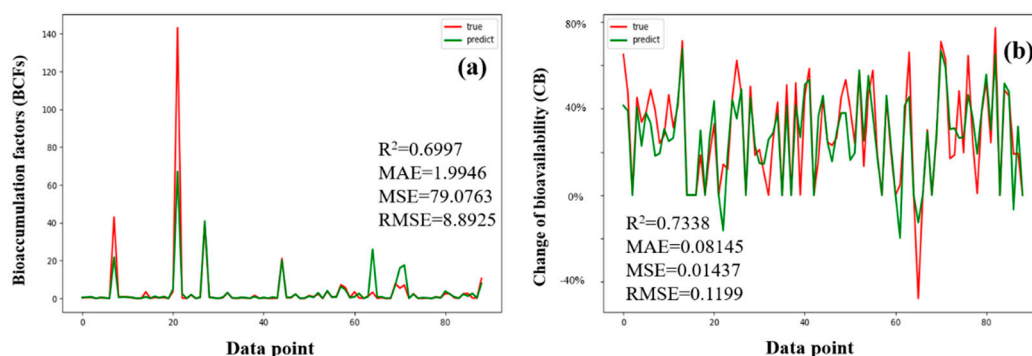 true
predict
(a)
Bioaccumulation factors (BCFs)
140
120
100
80
60
40
20
0
R²=0.6997
MAE=1.9946
MSE=79.0763
RMSE=8.8925
0 20 40 60 80
Data point
true
predict
(b)
Change of bioavailability (CB)
80%
40%
0%
-40%
R²=0.7338
MAE=0.08145
MSE=0.01437
RMSE=0.1199
0 20 40 60 80
Data point